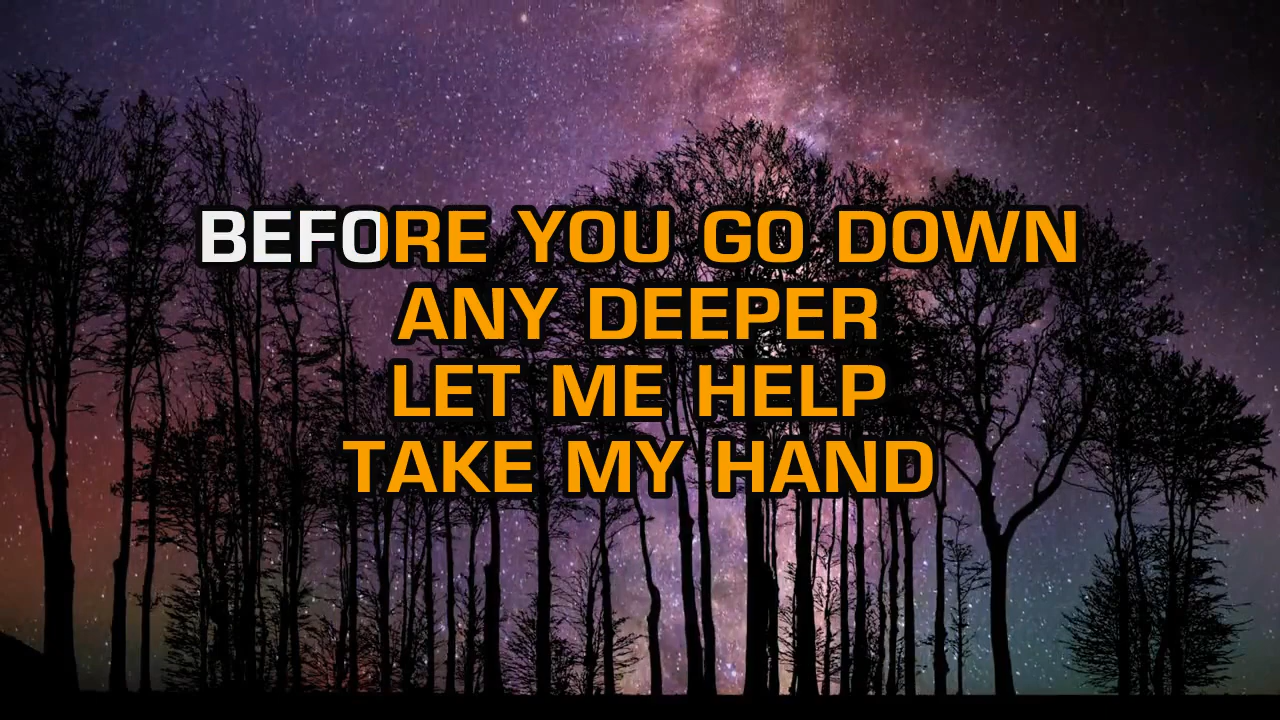 BEFORE YOU GO DOWN
ANY DEEPER
LET ME HELP
TAKE MY HAND